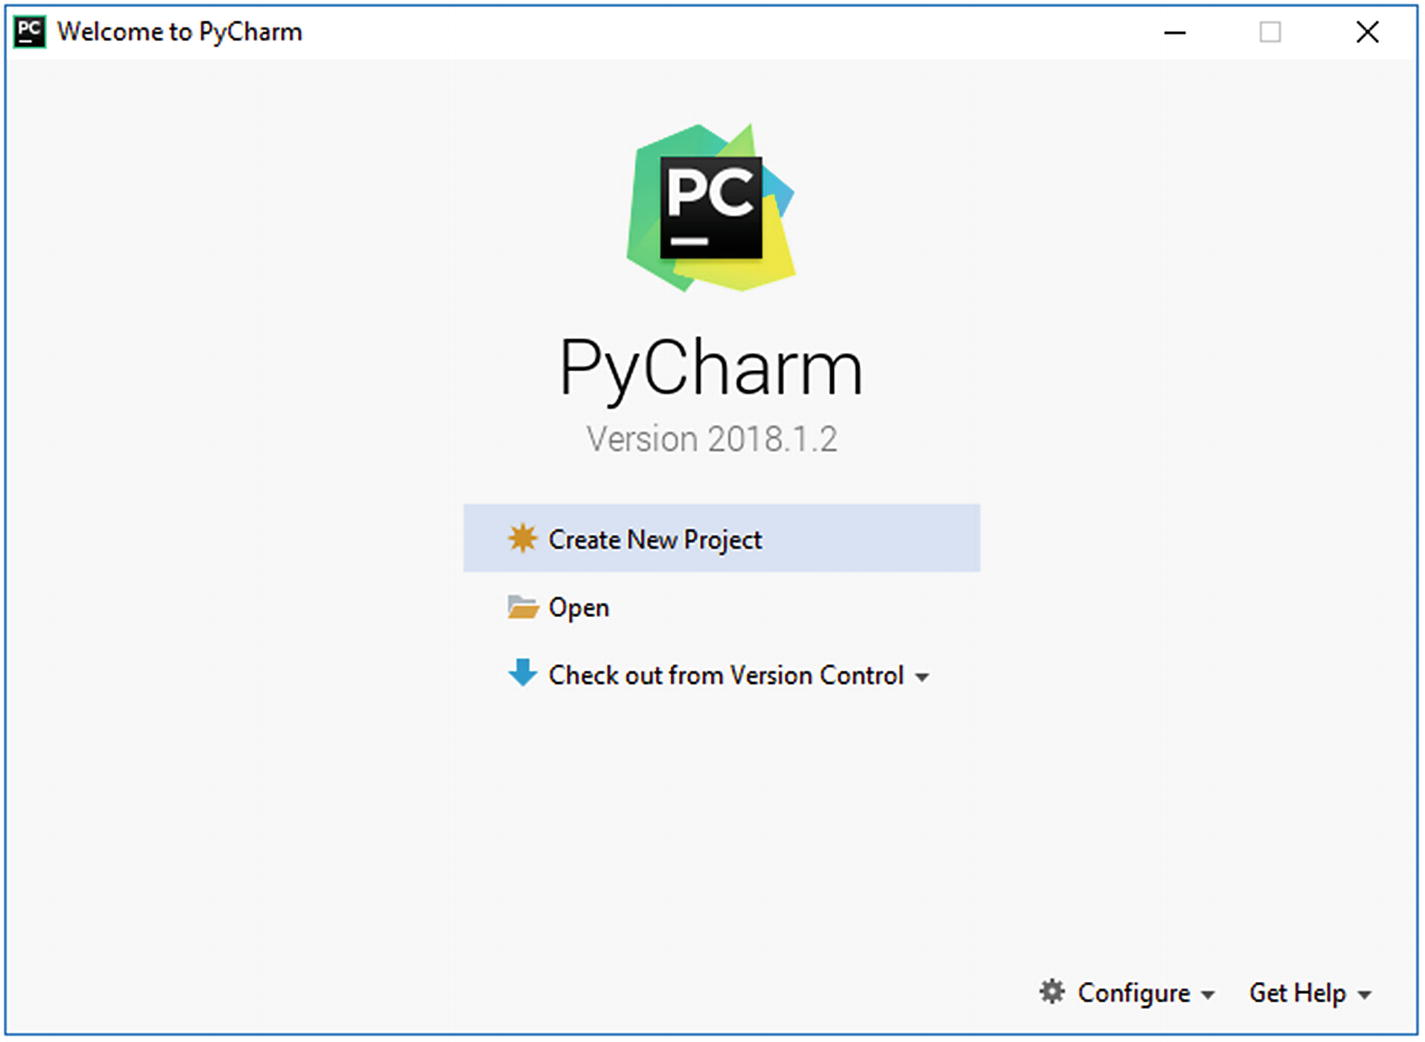 PC Welcome to PyCharm
PC
PyCharm
Version 2018.1.2
Create New Project
Open
Check out from Version Control
Configure Get Help